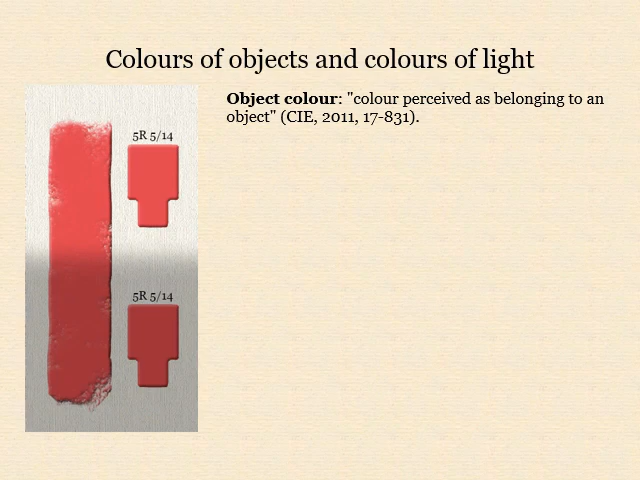 Colours of objects and colours of light
Object colour: "colour perceived as belonging to an
object" (CIE, 2011, 17-831).
5R 5/14
5R 5/14